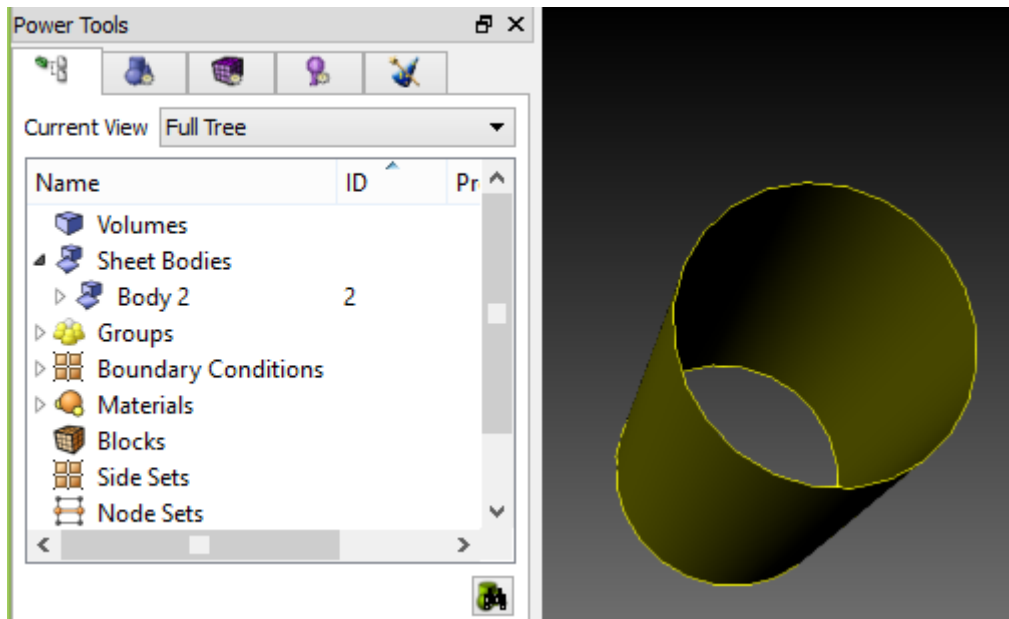 Power Tools
Current View Full Tree
Name ID Pr
Volumes
Sheet Bodies
Body 2 2
Groups
Boundary Conditions
Materials
Blocks
Side Sets
Node Sets